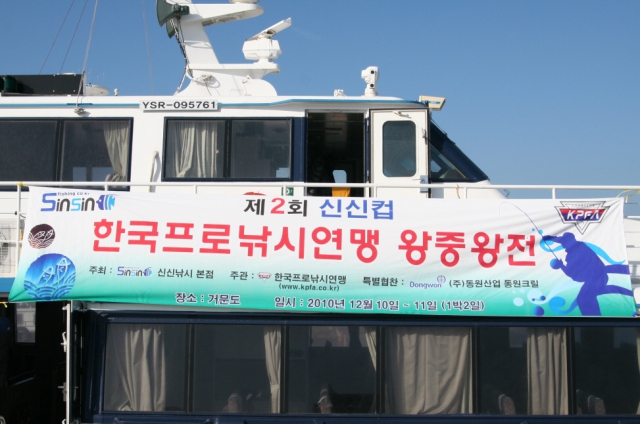 YSR-095761
Fishing co kr
SinSin
제2회 신신컵
KPFA
한국프로낚시연맹 왕중왕전
주최 : SinSin 신신낚시 본점 주관 : 한국프로낚시연맹 특별협찬 : Dongwon (주)동원산업 동원크릴
(www.kpfa.co.kr)
장소 : 거문도 일시 : 2010년 12월 10일 ~ 11일 (1박2일)